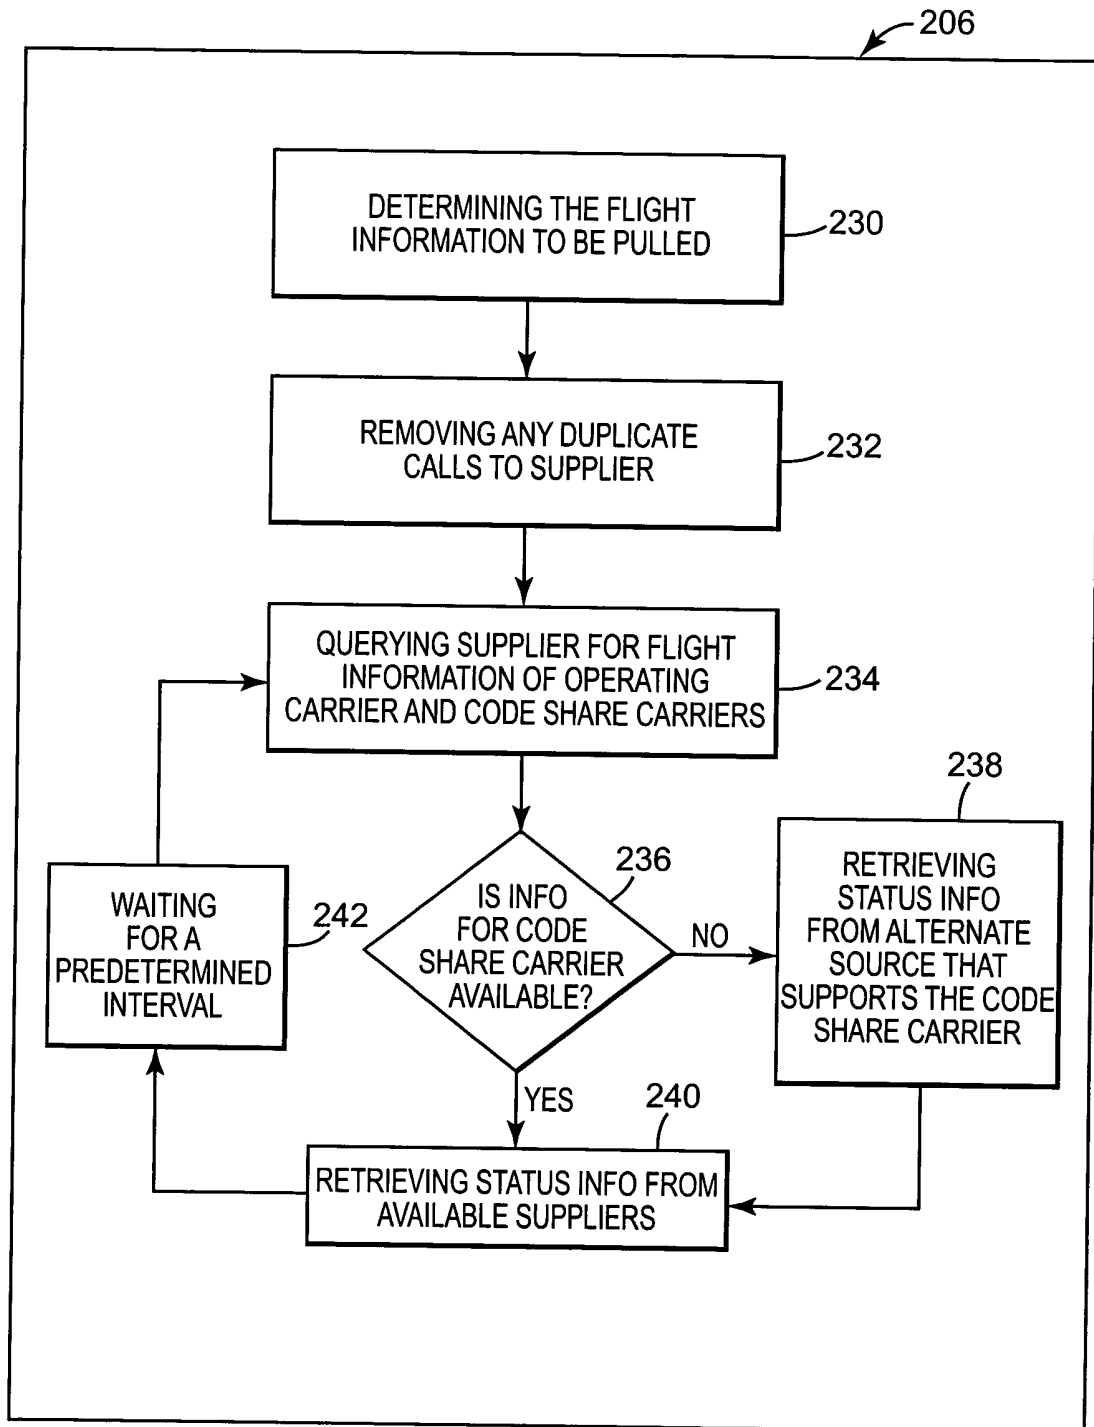 206
DETERMINING THE FLIGHT
INFORMATION TO BE PULLED
230
REMOVING ANY DUPLICATE
CALLS TO SUPPLIER
232
QUERYING SUPPLIER FOR FLIGHT
INFORMATION OF OPERATING
CARRIER AND CODE SHARE CARRIERS
234
IS INFO
FOR CODE
SHARE CARRIER
AVAILABLE?
236
NO
238
RETRIEVING
STATUS INFO
FROM ALTERNATE
SOURCE THAT
SUPPORTS THE CODE
SHARE CARRIER
YES
240
RETRIEVING STATUS INFO FROM
AVAILABLE SUPPLIERS
WAITING
FOR A
PREDETERMINED
INTERVAL
242